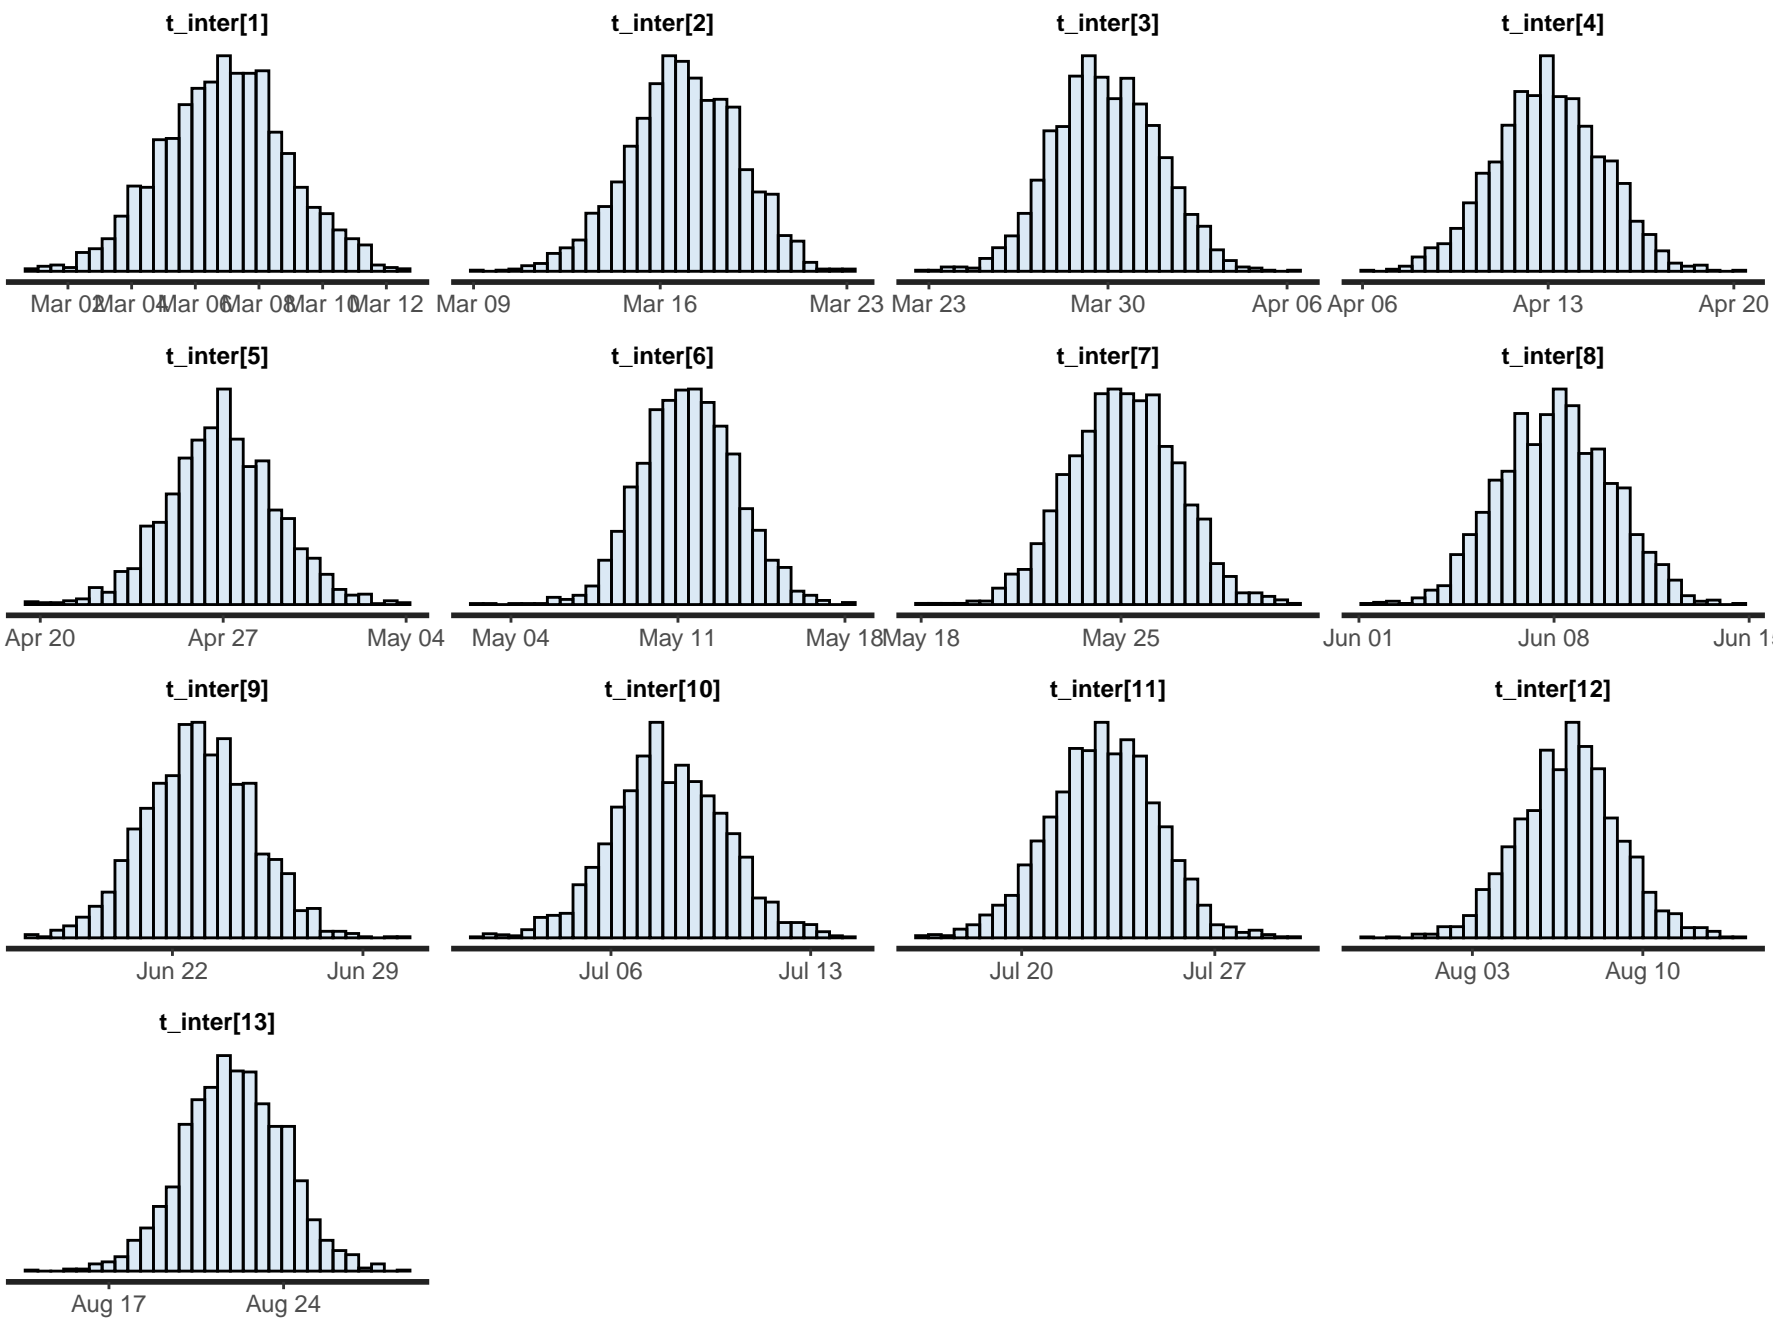 t_inter[1] t_inter[2] t_inter[3] t_inter[4]
Mar 02 Mar 04 Mar 06 Mar 08 Mar 10 Mar 12 Mar 09 Mar 16 Mar 23 Mar 23 Mar 30 Apr 06 Apr 06 Apr 13 Apr 20
t_inter[5] t_inter[6] t_inter[7] t_inter[8]
Apr 20 Apr 27 May 04 May 04 May 11 May 18 May 18 May 25 Jun 01 Jun 08 Jun 15
t_inter[9] t_inter[10] t_inter[11] t_inter[12]
Jun 22 Jun 29 Jul 06 Jul 13 Jul 20 Jul 27 Aug 03 Aug 10
t_inter[13]
Aug 17 Aug 24